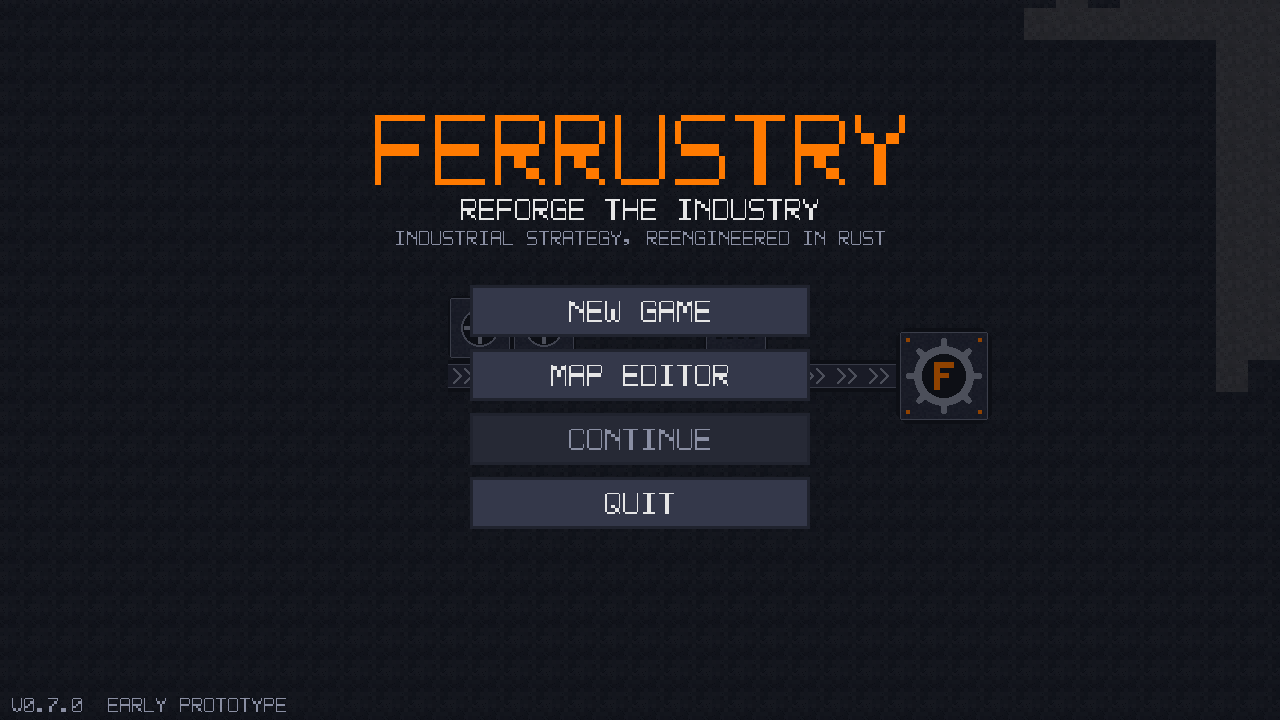 FERRUSTRY
REFORGE THE INDUSTRY
INDUSTRIAL STRATEGY, REENGINEERED IN RUST
NEW GAME
MAP EDITOR
F
CONTINUE
QUIT
V0.7.0 EARLY PROTOTYPE